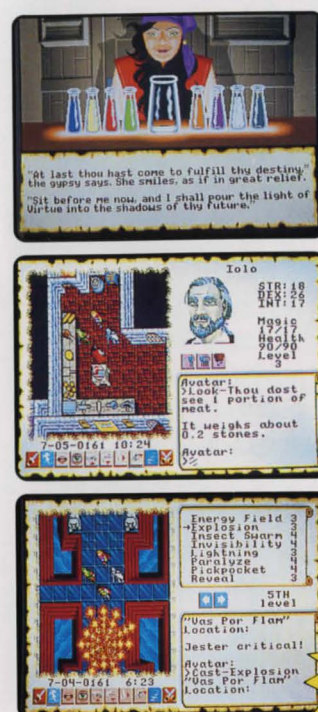 "At last thou hast come to fulfill thy destiny,"
the gypsy says. She smiles, as if in great relief.
"Sit before me now, and I shall pour the light of
Virtue into the shadows of thy future."
Iolo
STR:18
DEX:26
INT:17
Magic
17/17
Health
90/90
Level
3
Avatar:
>Look-Thou dost
see 1 portion of
meat.
It weighs about
0.2 stones.
Avatar:
>
7-05-0161 10:24
Energy Field 3
→Explosion 3
Insect Swarm 4
Invisibility 4
Lightning 3
Paralyze 4
Pickpocket 4
Reveal 3
5TH
level
"Vas Por Flam"
Location:
Jester critical!
Avatar:
>Cast-Explosion
"Vas Por Flam"
Location:
7-04-0161 6:23